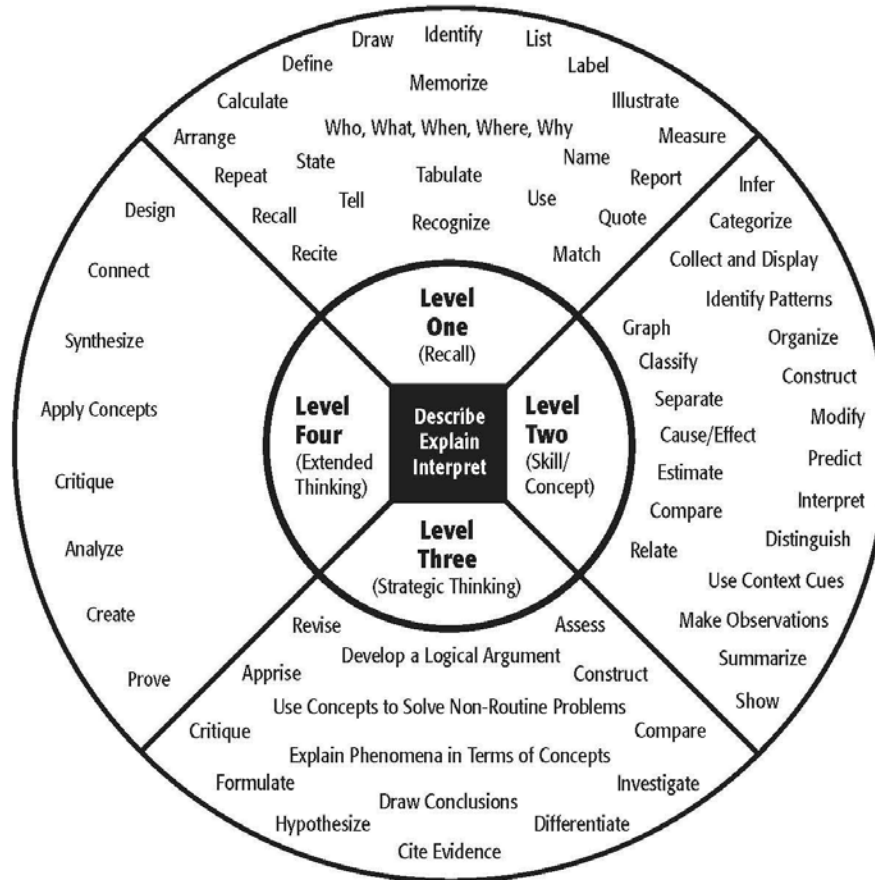 Draw
Identify
List
Define
Label
Memorize
Calculate
Illustrate
Who, What, When, Where, Why
Arrange
Measure
State
Name
Repeat
Tabulate
Report
Tell
Use
Recall
Recognize
Quote
Recite
Match
Infer
Categorize
Collect and Display
Identify Patterns
Graph
Organize
Classify
Construct
Separate
Modify
Cause/Effect
Predict
Estimate
Interpret
Compare
Distinguish
Relate
Use Context Cues
Make Observations
Summarize
Show
Design
Connect
Synthesize
Apply Concepts
Critique
Analyze
Create
Prove
Level
One
(Recall)
Level
Four
(Extended
Thinking)
Describe
Explain
Interpret
Level
Two
(Skill/
Concept)
Level
Three
(Strategic Thinking)
Revise
Assess
Develop a Logical Argument
Apprise
Construct
Use Concepts to Solve Non-Routine Problems
Critique
Compare
Explain Phenomena in Terms of Concepts
Formulate
Investigate
Draw Conclusions
Hypothesize
Differentiate
Cite Evidence